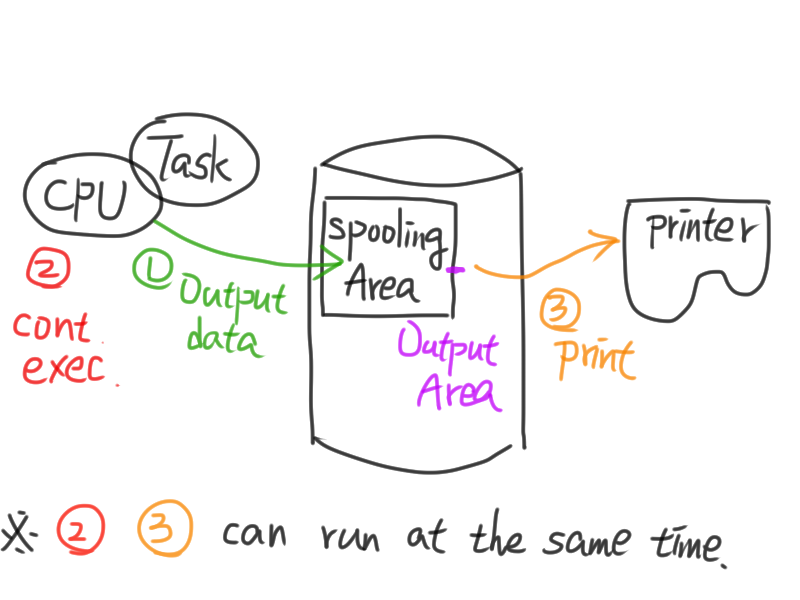 Task
CPU
② cont.
exec.
① Output
data
spooling
Area
Output
Area
printer
③
print
※ ② ③ can run at the same time.